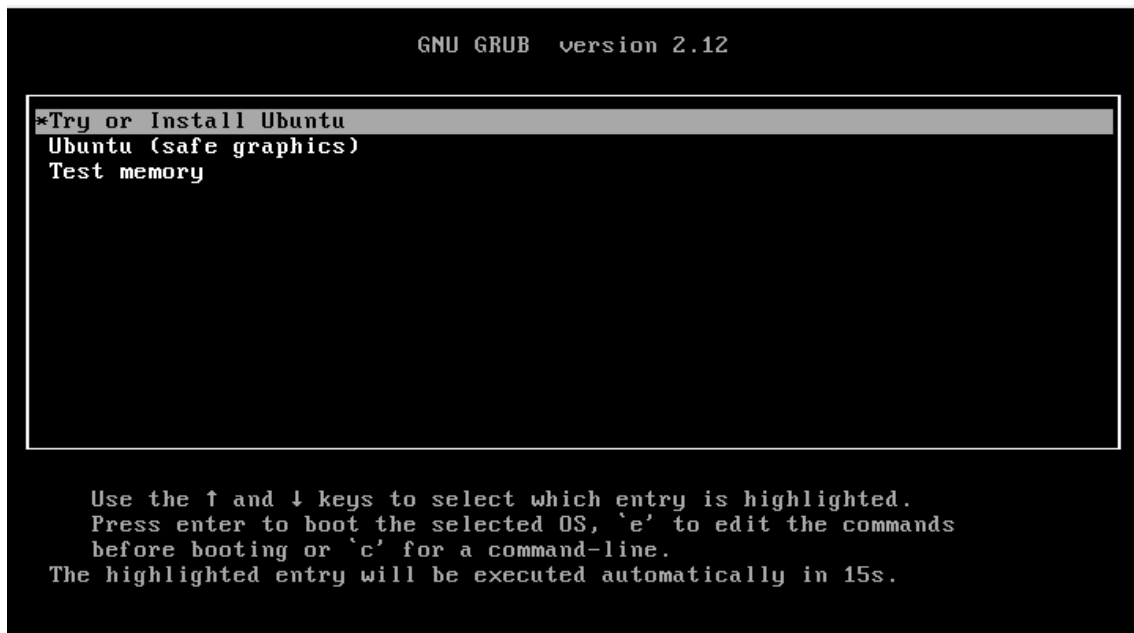 GNU GRUB  version 2.12
*Try or Install Ubuntu
Ubuntu (safe graphics)
Test memory
Use the ↑ and ↓ keys to select which entry is highlighted.
Press enter to boot the selected OS, `e' to edit the commands
before booting or `c' for a command-line.
The highlighted entry will be executed automatically in 15s.